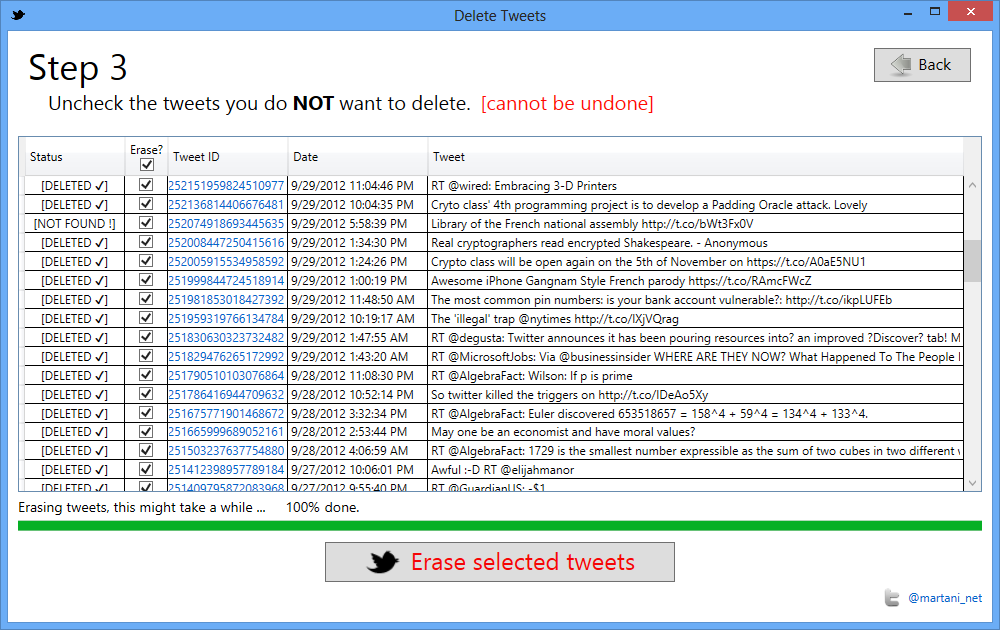 Delete Tweets
Step 3
Back
Uncheck the tweets you do NOT want to delete. [cannot be undone]
Status Erase? Tweet ID Date Tweet
[DELETED ✓] 252151959824510977 9/29/2012 11:04:46 PM RT @wired: Embracing 3-D Printers
[DELETED ✓] 252136814406676481 9/29/2012 10:04:35 PM Cryto class' 4th programming project is to develop a Padding Oracle attack. Lovely
[NOT FOUND !] 252074918693445635 9/29/2012 5:58:39 PM Library of the French national assembly http://t.co/bWt3Fx0V
[DELETED ✓] 252008447250415616 9/29/2012 1:34:30 PM Real cryptographers read encrypted Shakespeare. - Anonymous
[DELETED ✓] 252005915534958592 9/29/2012 1:24:26 PM Crypto class will be open again on the 5th of November on https://t.co/A0aE5NU1
[DELETED ✓] 251999844724518914 9/29/2012 1:00:19 PM Awesome iPhone Gangnam Style French parody https://t.co/RAmcFWcZ
[DELETED ✓] 251981853018427392 9/29/2012 11:48:50 AM The most common pin numbers: is your bank account vulnerable?: http://t.co/ikpLUFEb
[DELETED ✓] 251959319766134784 9/29/2012 10:19:17 AM The 'illegal' trap @nytimes http://t.co/lXjVQrag
[DELETED ✓] 251830630323732482 9/29/2012 1:47:55 AM RT @degusta: Twitter announces it has been pouring resources into? an improved ?Discover? tab! M
[DELETED ✓] 251829476265172992 9/29/2012 1:43:20 AM RT @MicrosoftJobs: Via @businessinsider WHERE ARE THEY NOW? What Happened To The People
[DELETED ✓] 251790510103076864 9/28/2012 11:08:30 PM RT @AlgebraFact: Wilson: If p is prime
[DELETED ✓] 251786416944709632 9/28/2012 10:52:14 PM So twitter killed the triggers on http://t.co/IDeAo5Xy
[DELETED ✓] 251675771901468672 9/28/2012 3:32:34 PM RT @AlgebraFact: Euler discovered 653518657 = 158^4 + 59^4 = 134^4 + 133^4.
[DELETED ✓] 251665999689052161 9/28/2012 2:53:44 PM May one be an economist and have moral values?
[DELETED ✓] 251503237637754880 9/28/2012 4:06:59 AM RT @AlgebraFact: 1729 is the smallest number expressible as the sum of two cubes in two different
[DELETED ✓] 251412398957789184 9/27/2012 10:06:01 PM Awful :-D RT @elijahmanor
[DELETED ✓] 251409795872083968 9/27/2012 9:55:40 PM RT @GuardianUS: -$1
Erasing tweets, this might take a while ... 100% done.
Erase selected tweets
@martani_net